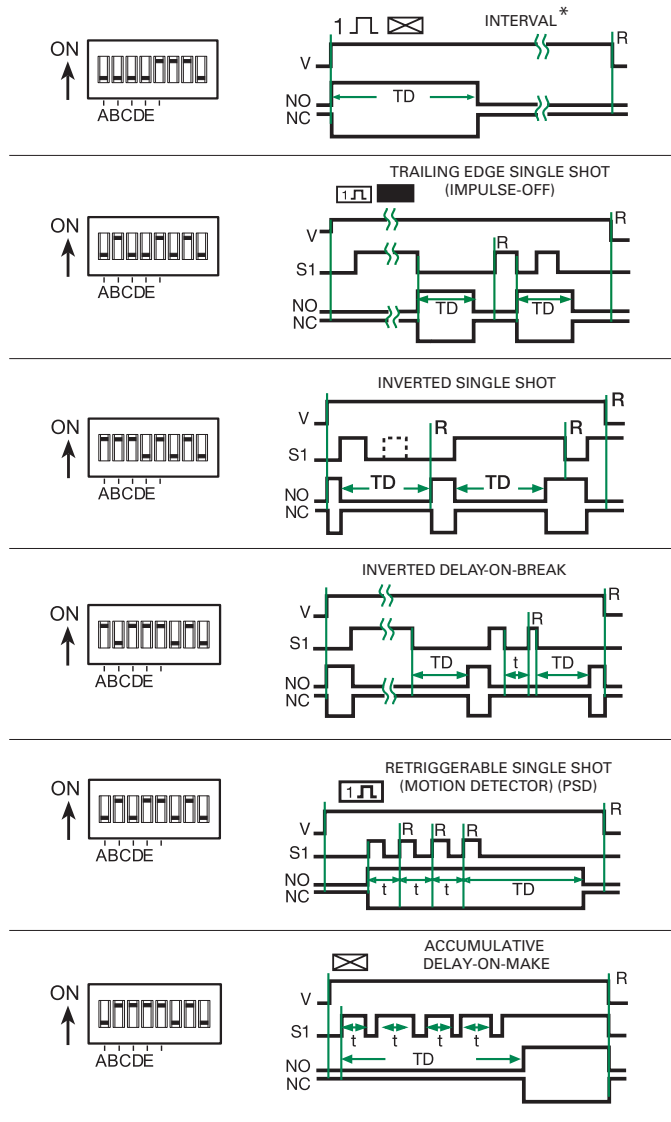 INTERVAL*
ON
1
R
V
TD
NO
NC
ABCDE
TRAILING EDGE SINGLE SHOT
(IMPULSE-OFF)
1
ON
R
V
R
S1
NO
TD
TD
NC
ABCDE
INVERTED SINGLE SHOT
R
ON
V
R
R
S1
TD
TD
NO
NC
ABCDE
INVERTED DELAY-ON-BREAK
R
ON
V
R
S1
TD
t
TD
NO
NC
ABCDE
RETRIGGERABLE SINGLE SHOT
(MOTION DETECTOR) (PSD)
1
ON
R
V
R
R
R
S1
NO
t
t
t
TD
NC
ABCDE
ACCUMULATIVE
DELAY-ON-MAKE
ON
R
V
S1
t
t
t
t
TD
NO
NC
ABCDE